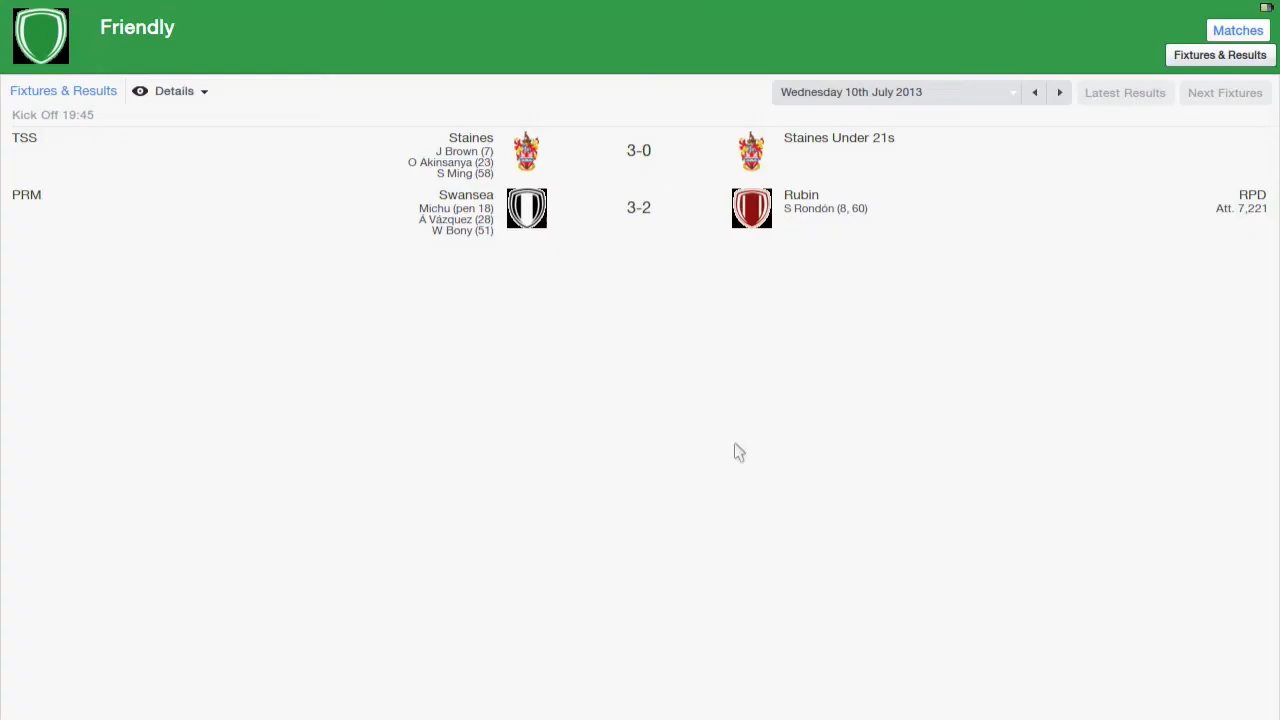 Friendly
Matches
Fixtures & Results
Fixtures & Results Details Wednesday 10th July 2013 Latest Results Next Fixtures
Kick Off 19:45
TSS Staines 3-0 Staines Under 21s
J Brown (7)
O Akinsanya (23)
S Ming (58)
PRM Swansea 3-2 Rubin RPD
Michu (pen 18) S Rondón (8, 60) Att. 7,221
Á Vázquez (28)
W Bony (51)